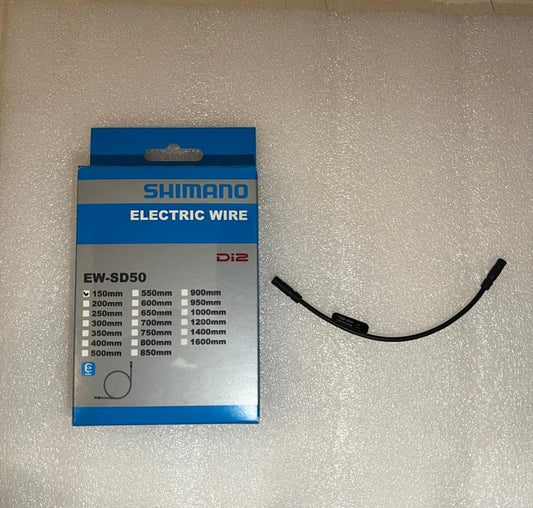 SHIMANO
ELECTRIC WIRE
Di2
EW-SD50
150mm 550mm 900mm
200mm 600mm 950mm
250mm 650mm 1000mm
300mm 700mm 1200mm
350mm 750mm 1400mm
400mm 800mm 1600mm
500mm 850mm